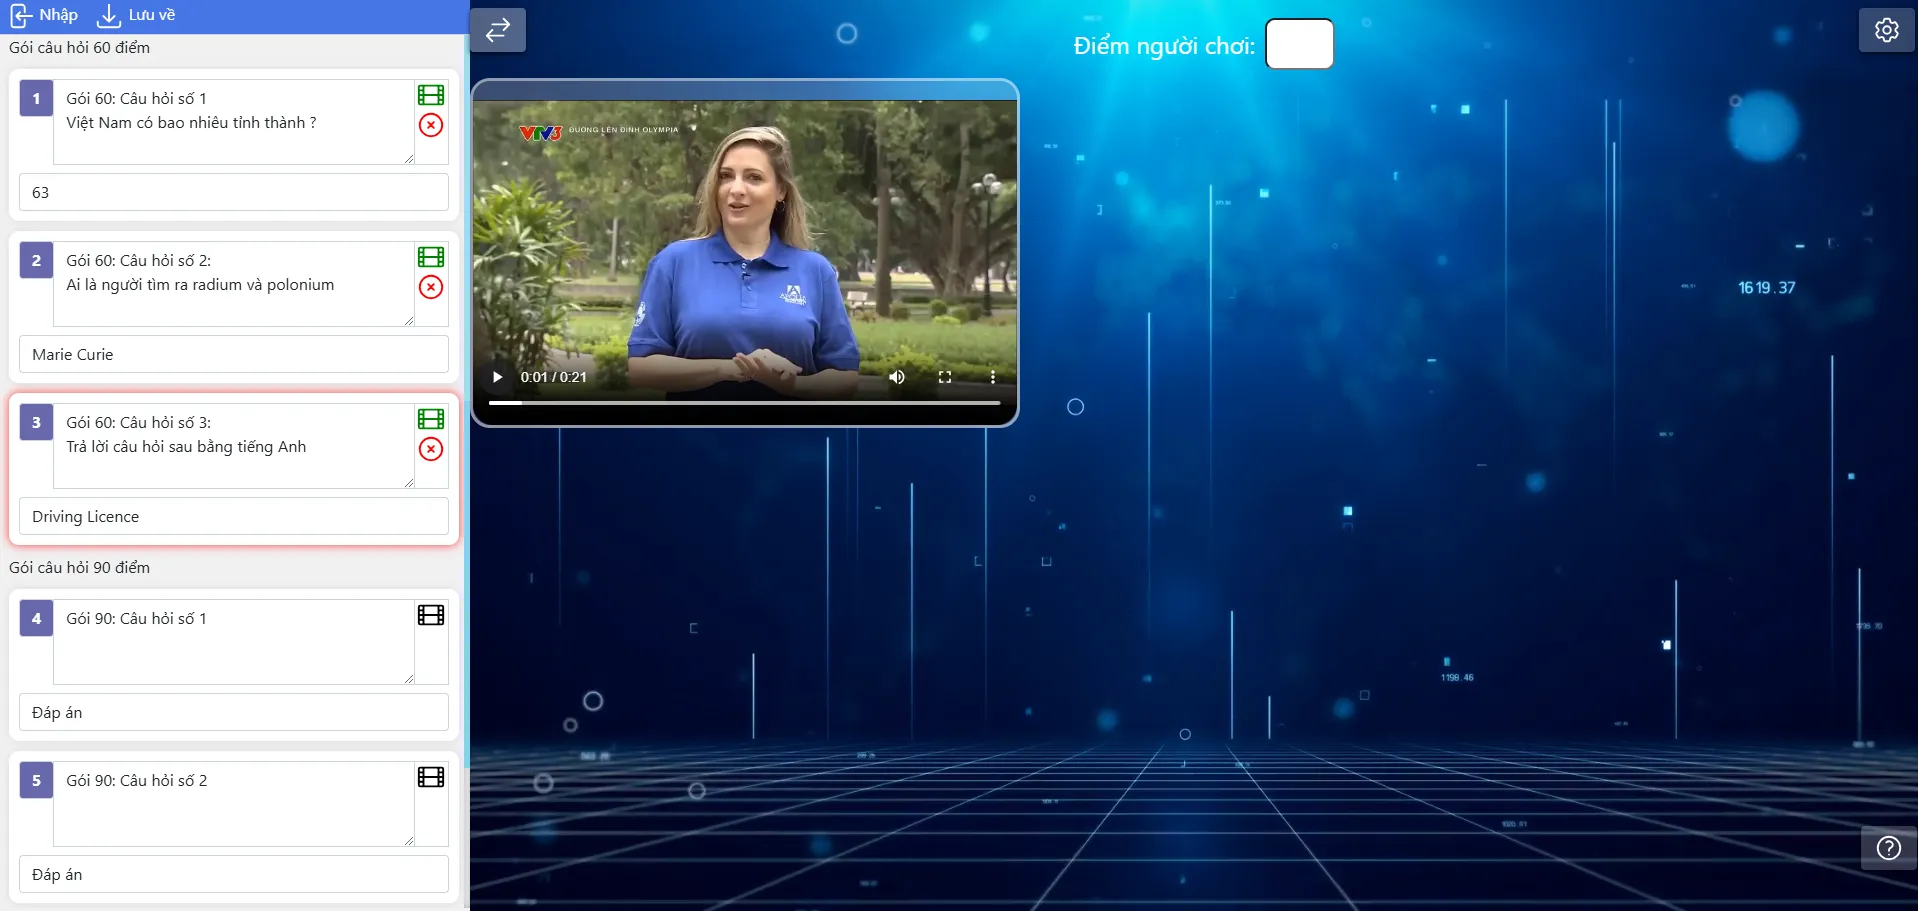 Nhập
Lưu về
Gói câu hỏi 60 điểm
1
Gói 60: Câu hỏi số 1
Việt Nam có bao nhiêu tỉnh thành ?
63
2
Gói 60: Câu hỏi số 2:
Ai là người tìm ra radium và polonium
Marie Curie
3
Gói 60: Câu hỏi số 3:
Trả lời câu hỏi sau bằng tiếng Anh
Driving Licence
Gói câu hỏi 90 điểm
4
Gói 90: Câu hỏi số 1
Đáp án
5
Gói 90: Câu hỏi số 2
Đáp án
Điểm người chơi:
VTV3 ĐƯỜNG LÊN ĐỈNH OLYMPIA
0:01 / 0:21
1619.37
1198.46